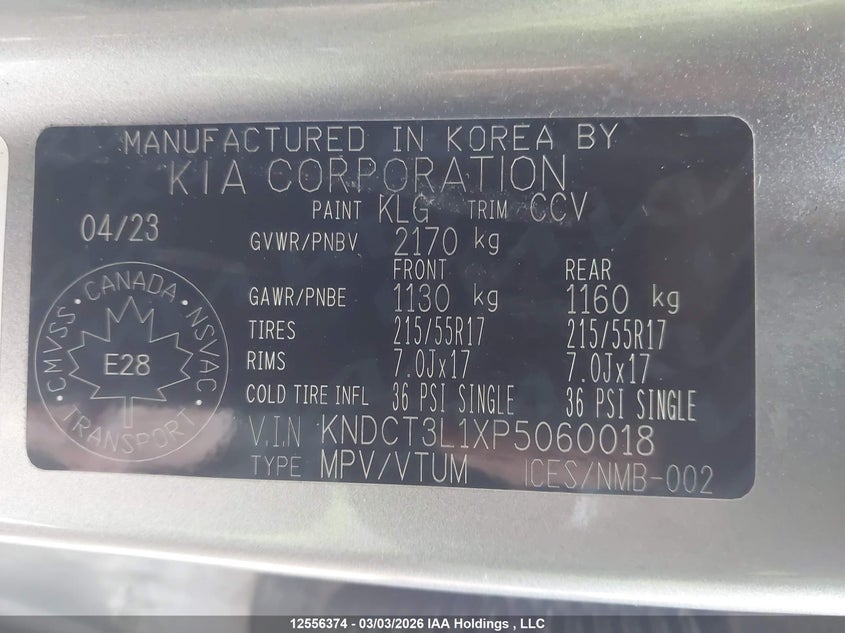 MANUFACTURED IN KOREA BY
KIA CORPORATION
PAINT KLG TRIM CCV
04/23
GVWR/PNBV 2170 kg
FRONT REAR
GAWR/PNBE 1130 kg 1160 kg
TIRES 215/55R17 215/55R17
RIMS 7.0Jx17 7.0Jx17
COLD TIRE INFL 36 PSI SINGLE 36 PSI SINGLE
V.I.N KNDCT3L1XP5060018
TYPE MPV/VTUM ICES/NMB-002
CMVSS · CANADA · NSVAC · TRANSPORT ·
E28
12556374 - 03/03/2026 IAA Holdings , LLC